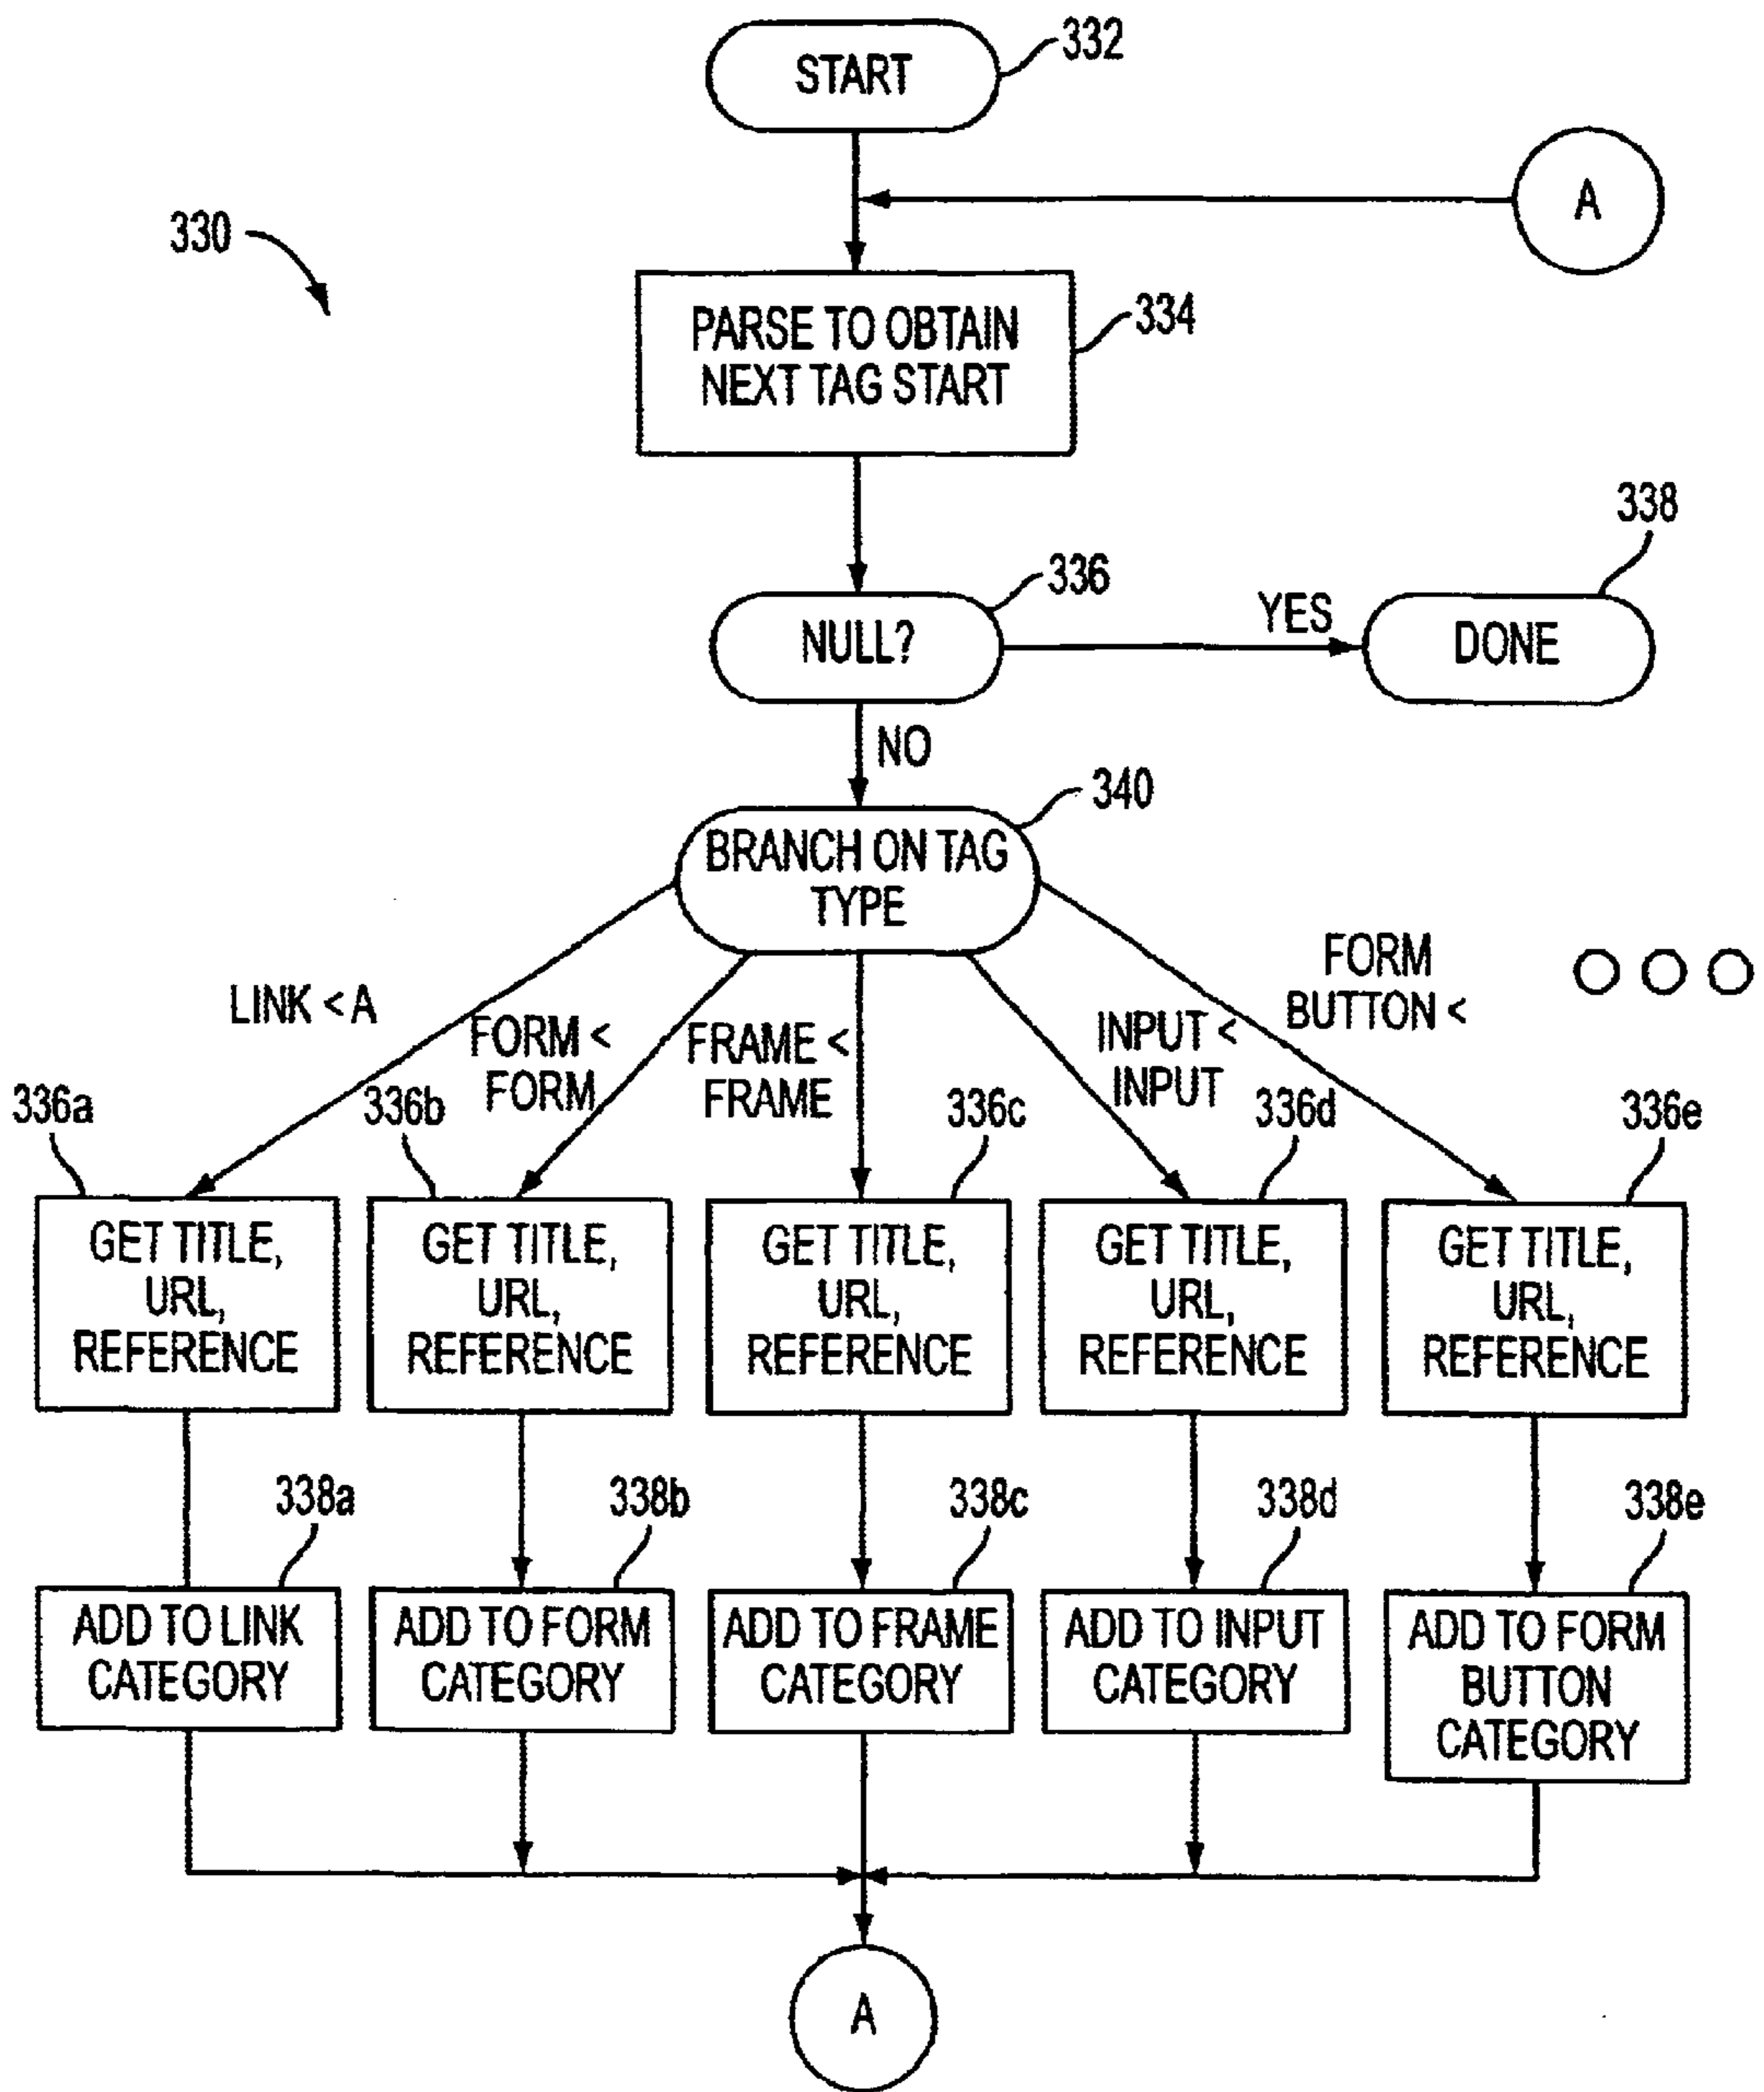 START
332
A
330
PARSE TO OBTAIN
NEXT TAG START
334
NULL?
336
YES
DONE
338
NO
BRANCH ON TAG
TYPE
340
LINK < A
FORM <
FORM
FRAME <
FRAME
INPUT <
INPUT
FORM
BUTTON <
336a
336b
336c
336d
336e
GET TITLE,
URL,
REFERENCE
GET TITLE,
URL,
REFERENCE
GET TITLE,
URL,
REFERENCE
GET TITLE,
URL,
REFERENCE
GET TITLE,
URL,
REFERENCE
338a
338b
338c
338d
338e
ADD TO LINK
CATEGORY
ADD TO FORM
CATEGORY
ADD TO FRAME
CATEGORY
ADD TO INPUT
CATEGORY
ADD TO FORM
BUTTON
CATEGORY
A